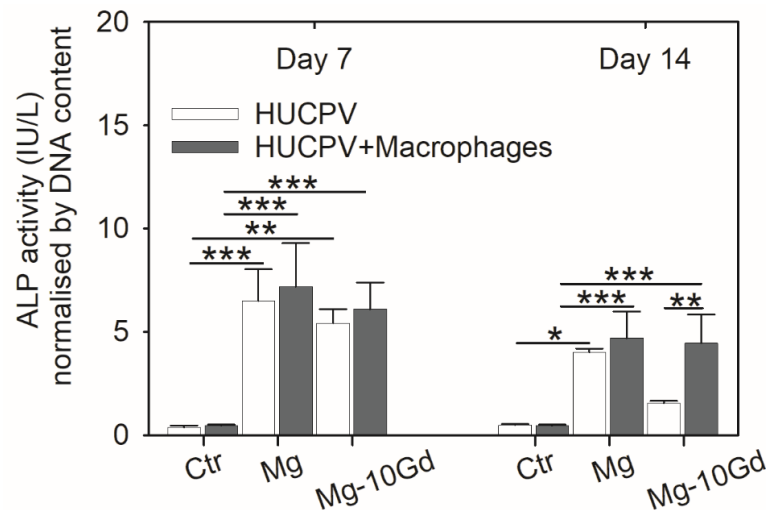 ALP activity (IU/L)
normalised by DNA content
20
15
10
5
0
Day 7
Day 14
HUCPV
HUCPV+Macrophages
***
***
**
***
***
***
**
*
Ctr
Mg
Mg-10Gd
Ctr
Mg
Mg-10Gd